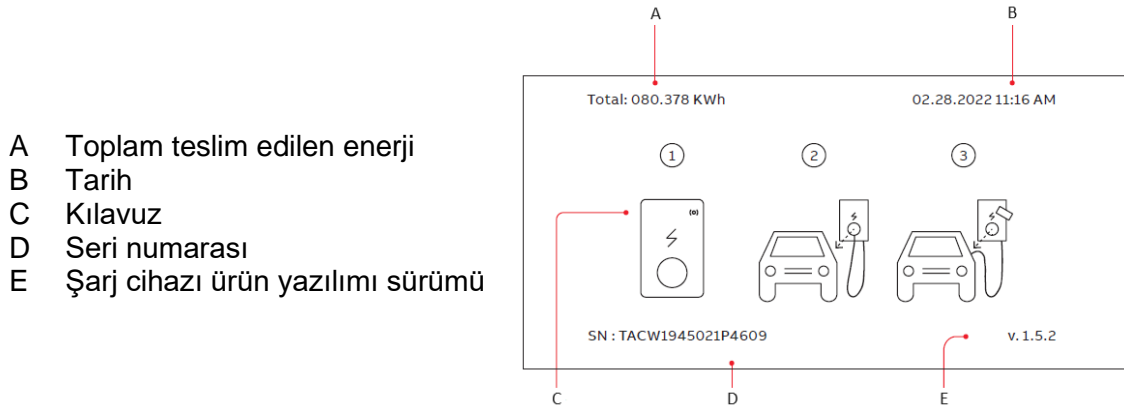 A Toplam teslim edilen enerji
B Tarih
C Kılavuz
D Seri numarası
E Şarj cihazı ürün yazılımı sürümü
A B
Total: 080.378 KWh 02.28.2022 11:16 AM
1 2 3
SN : TACW1945021P4609 v. 1.5.2
C D E